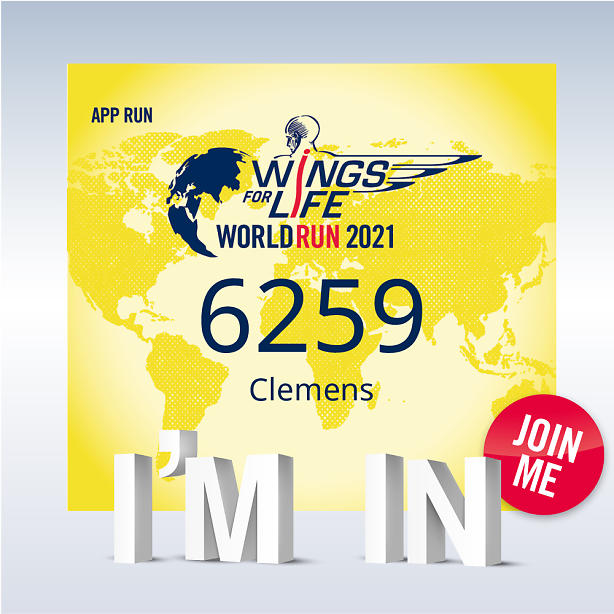 APP RUN
WINGS
FOR LIFE
WORLD RUN 2021
6259
Clemens
JOIN
ME
I'M IN